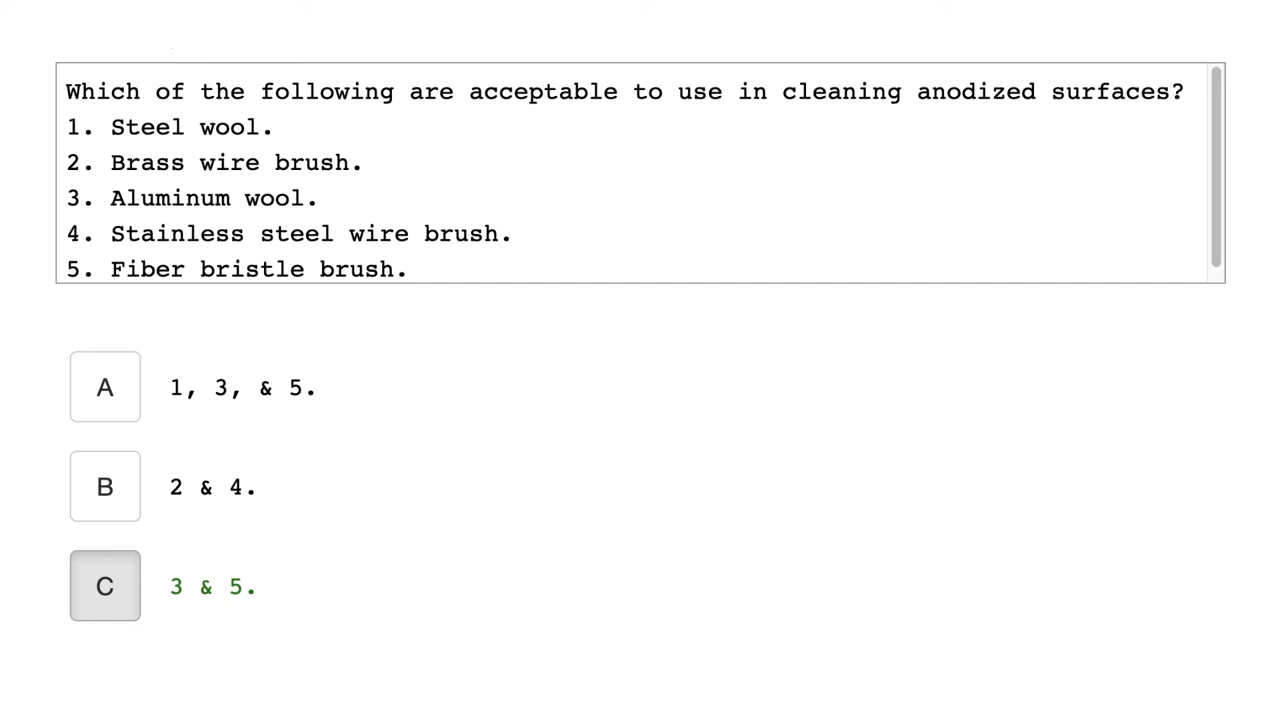 Which of the following are acceptable to use in cleaning anodized surfaces?
1. Steel wool.
2. Brass wire brush.
3. Aluminum wool.
4. Stainless steel wire brush.
5. Fiber bristle brush.
A 1, 3, & 5.
B 2 & 4.
C 3 & 5.